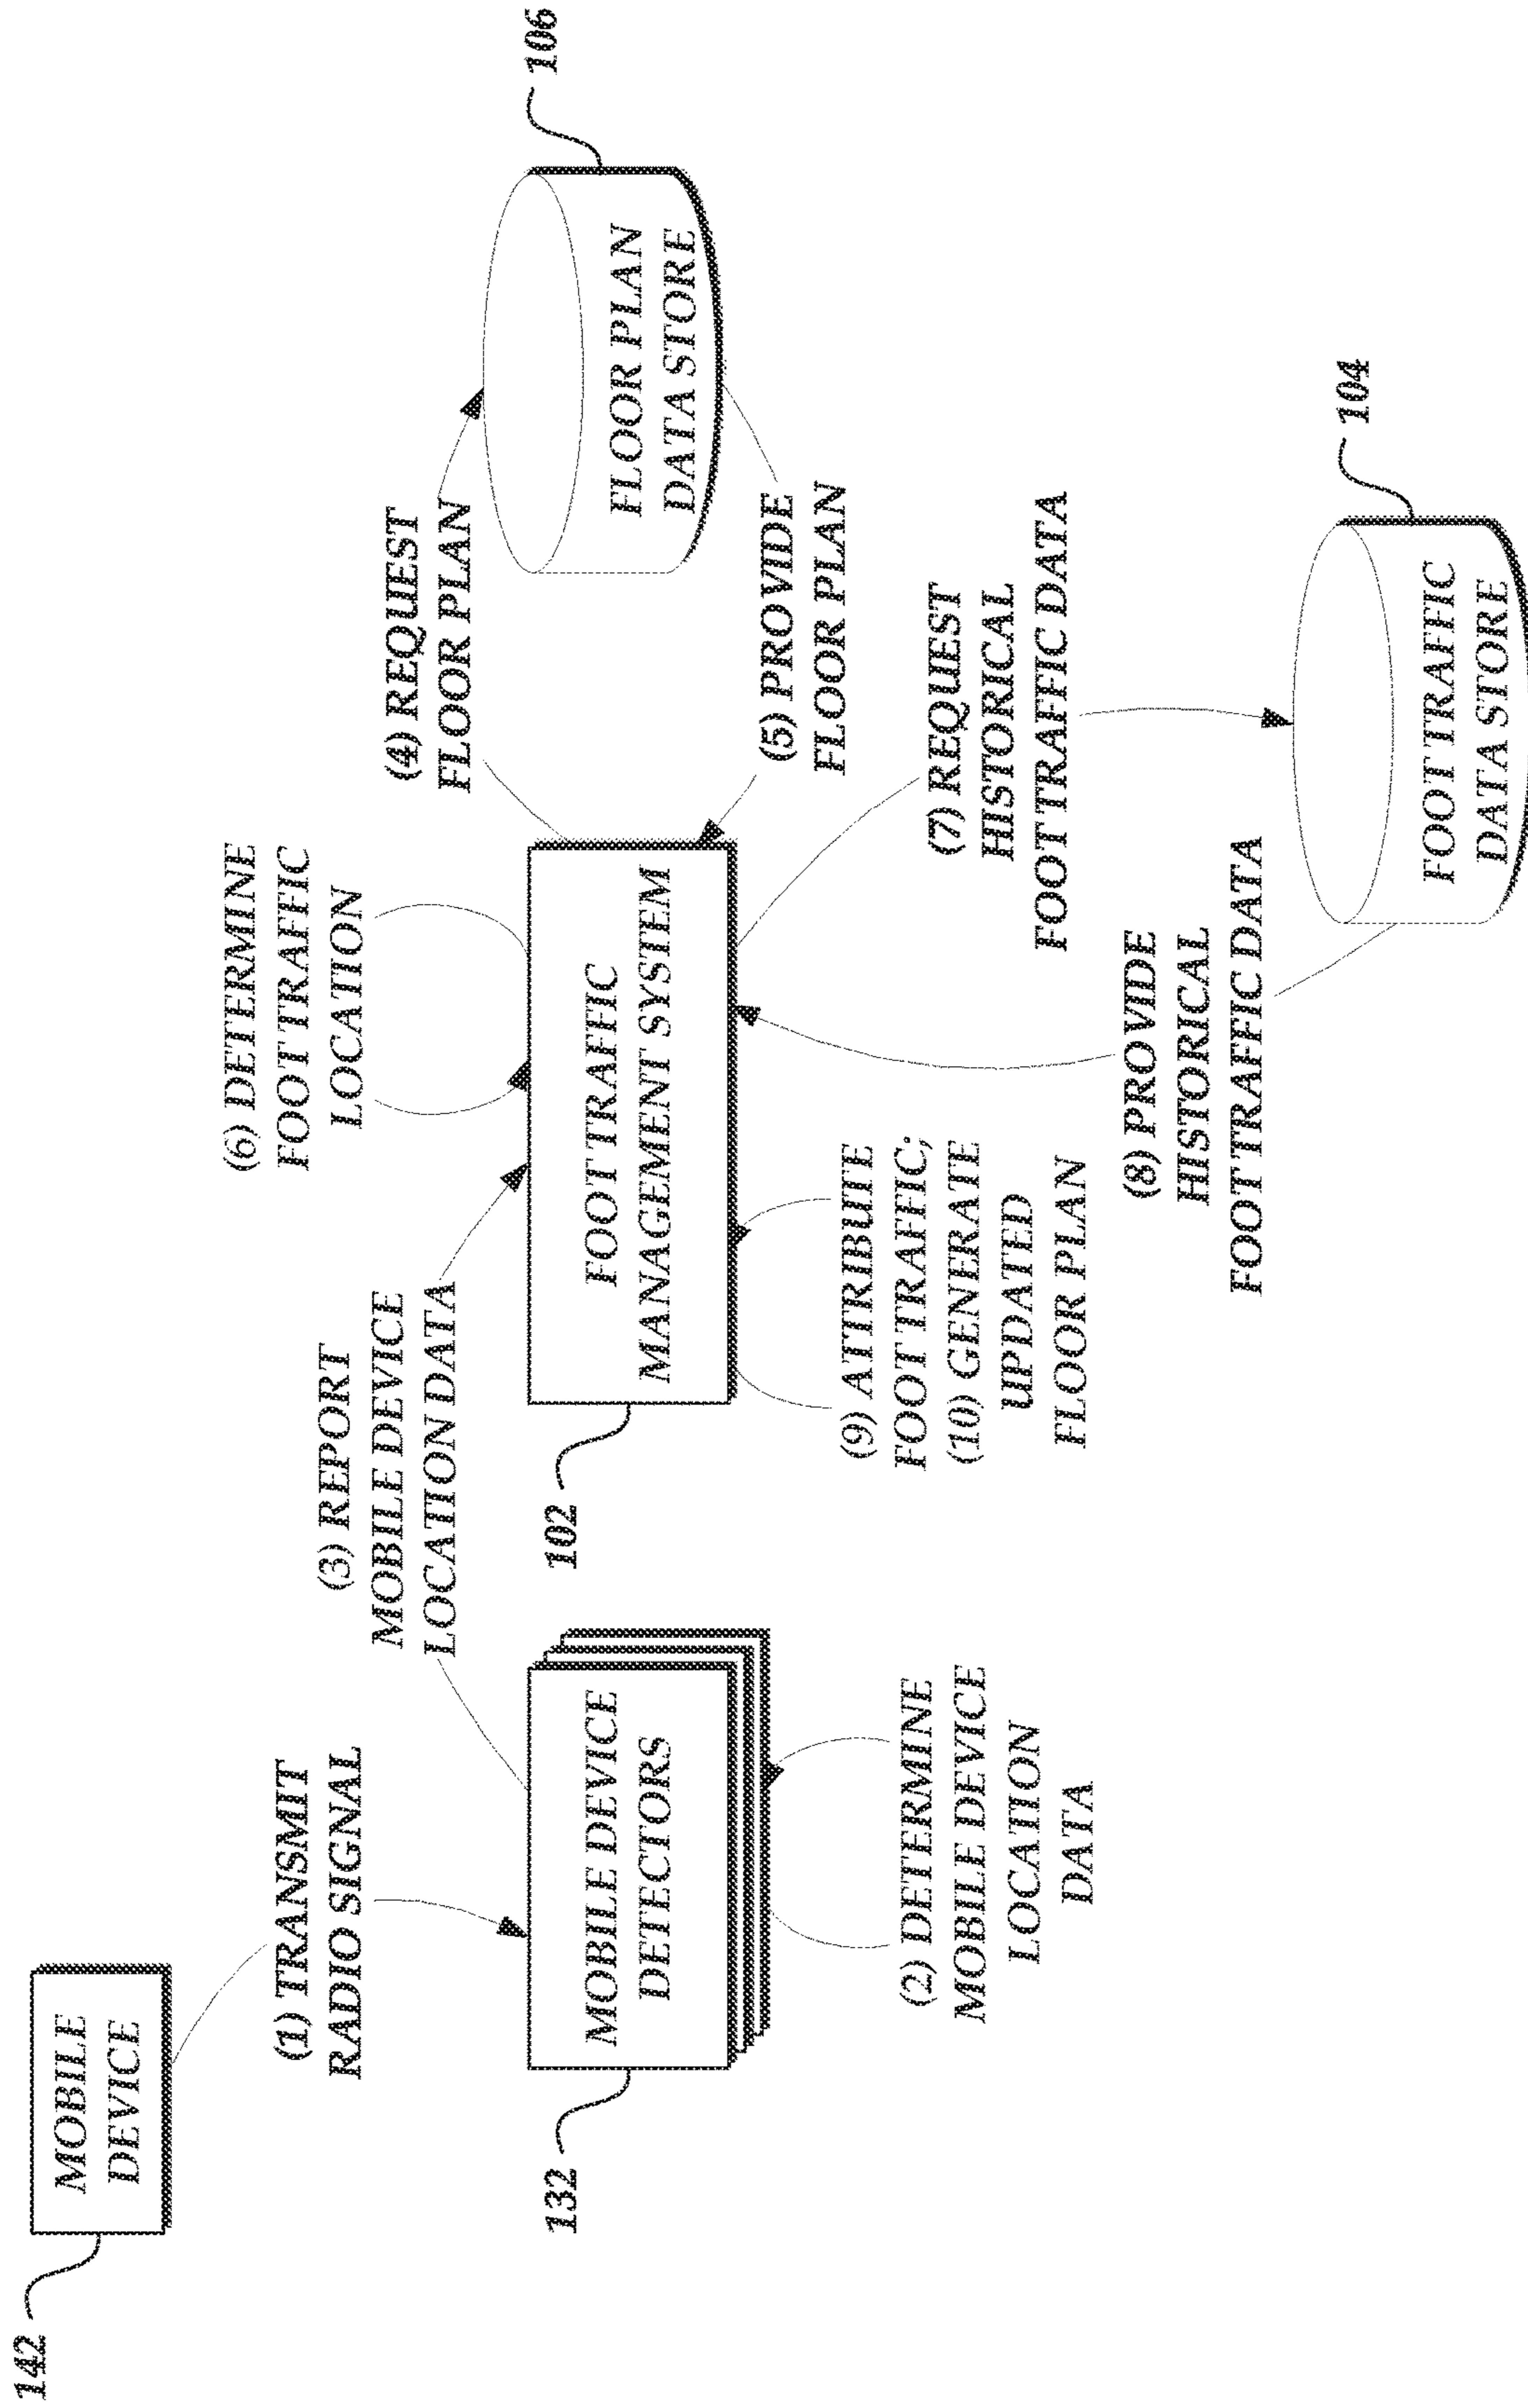 142
MOBILE
DEVICE
(1) TRANSMIT
RADIO SIGNAL
132
MOBILE DEVICE
DETECTORS
(2) DETERMINE
MOBILE DEVICE
LOCATION
DATA
(3) REPORT
MOBILE DEVICE
LOCATION DATA
102
FOOT TRAFFIC
MANAGEMENT SYSTEM
(4) REQUEST
FLOOR PLAN
106
FLOOR PLAN
DATA STORE
(5) PROVIDE
FLOOR PLAN
(6) DETERMINE
FOOT TRAFFIC
LOCATION
(7) REQUEST
HISTORICAL
FOOT TRAFFIC DATA
104
FOOT TRAFFIC
DATA STORE
(8) PROVIDE
HISTORICAL
FOOT TRAFFIC DATA
(9) ATTRIBUTE
FOOT TRAFFIC;
(10) GENERATE
UPDATED
FLOOR PLAN